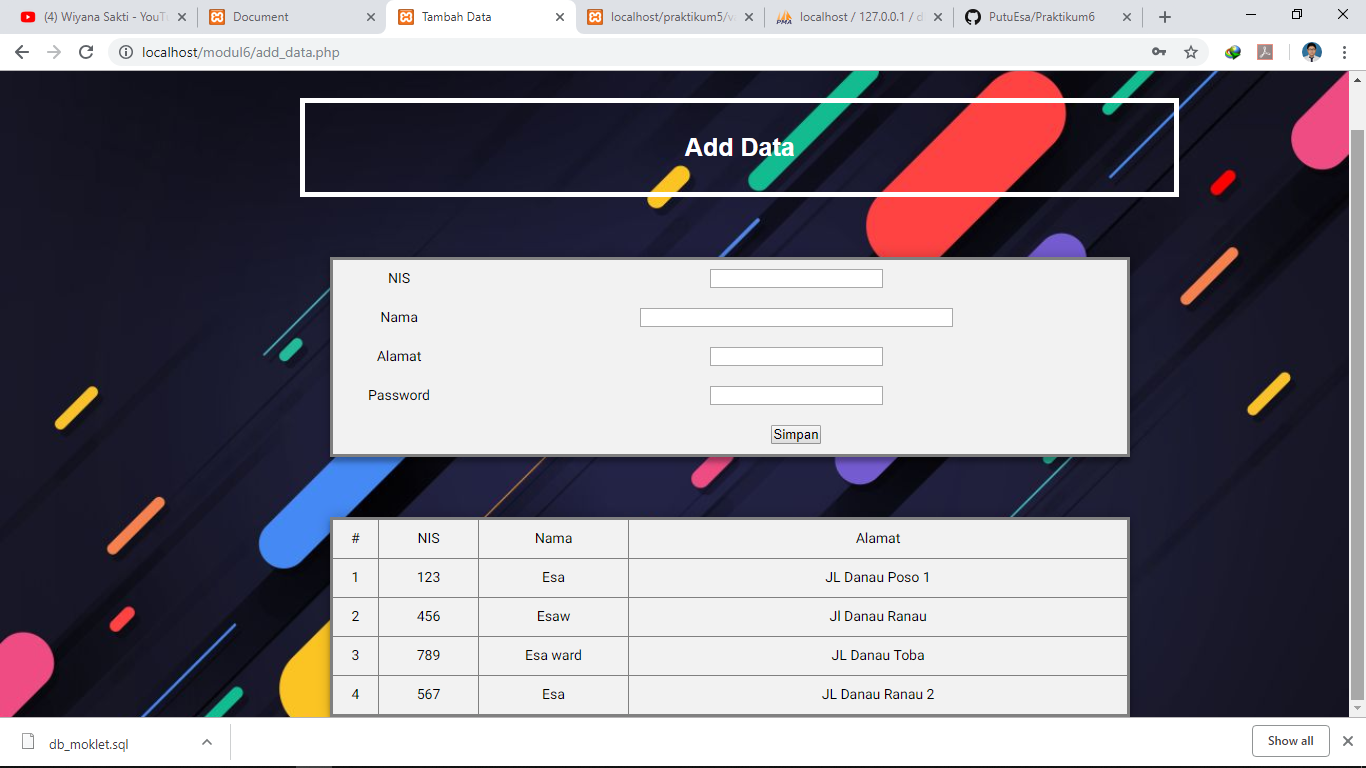 (4) Wiyana Sakti - YouT
Document
Tambah Data
localhost/praktikum5/v
PMA
localhost / 127.0.0.1 / d
PutuEsa/Praktikum6
localhost/modul6/add_data.php
Add Data
NIS
Nama
Alamat
Password
Simpan
# NIS Nama Alamat
1 123 Esa JL Danau Poso 1
2 456 Esaw Jl Danau Ranau
3 789 Esa ward JL Danau Toba
4 567 Esa JL Danau Ranau 2
db_moklet.sql
Show all